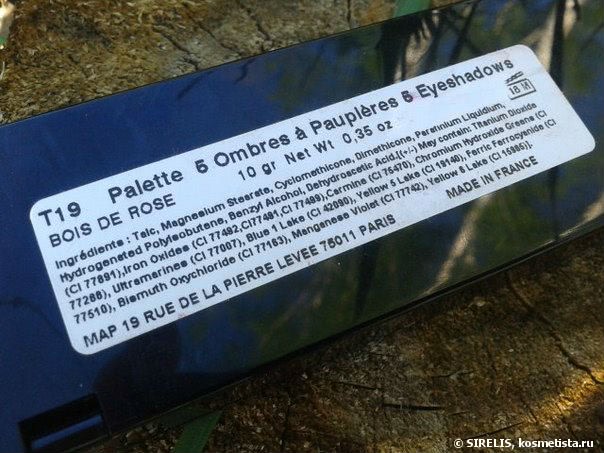 T19 Palette 5 Ombres à Paupières 5 Eyeshadows
BOIS DE ROSE 10 gr Net Wt 0,35 oz
18 M
Ingrédients : Talc, Magnesium Stearate, Cyclomethicone, Dimethicone, Paraffinum Liquidium,
Hydrogenated Polyisobutene, Benzyl Alcohol, Dehydroacetic Acid,[(+/-) May contain: Titanium Dioxide
(CI 77891),Iron Oxides (CI 77492,CI77491,CI 77499),Carmine (CI 75470), Chromium Hydroxide Greene (CI
77288), Ultramarines (CI 77007), Blue 1 Lake (CI 42090), Yellow 5 Lake (CI 19140), Ferric Ferrocyanide (CI
77510), Bismuth Oxychloride (CI 77163), Manganese Violet (CI 77742), Yellow 6 Lake (CI 15985)].
MAP 19 RUE DE LA PIERRE LEVEE 75011 PARIS MADE IN FRANCE
© SIRELIS, kosmetista.ru